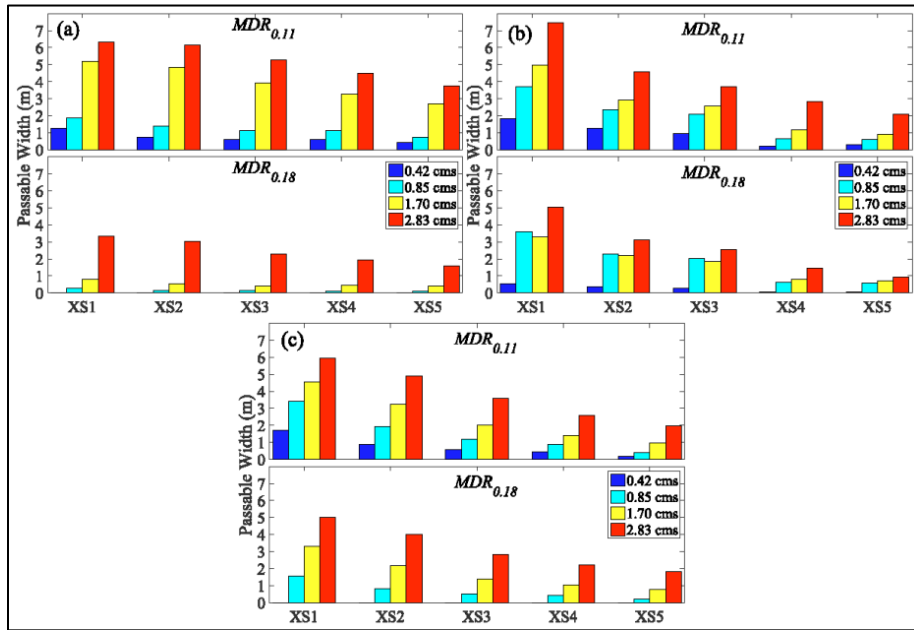 (a)
MDR0.11
7
6
5
4
3
2
1
0
Passable Width (m)
MDR0.18
7
6
5
4
3
2
1
0
0.42 cms
0.85 cms
1.70 cms
2.83 cms
XS1 XS2 XS3 XS4 XS5
(b)
MDR0.11
7
6
5
4
3
2
1
0
Passable Width (m)
MDR0.18
7
6
5
4
3
2
1
0
0.42 cms
0.85 cms
1.70 cms
2.83 cms
XS1 XS2 XS3 XS4 XS5
(c)
MDR0.11
7
6
5
4
3
2
1
0
Passable Width (m)
MDR0.18
7
6
5
4
3
2
1
0
0.42 cms
0.85 cms
1.70 cms
2.83 cms
XS1 XS2 XS3 XS4 XS5